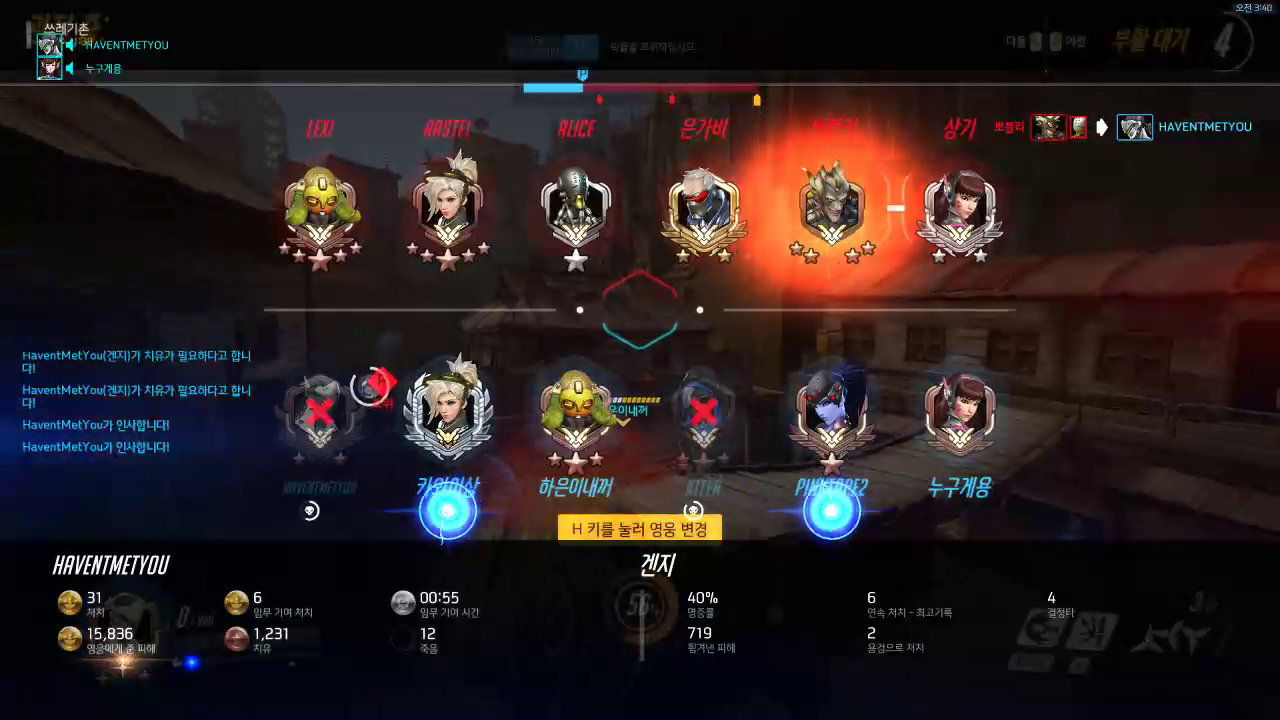 오전 3:40
쓰레기촌
HAVENTMETYOU
누구게용
부활 대기
4
LEXI
ALICE
은가비
상기
뽀블리
HAVENTMETYOU
HaventMetYou(겐지)가 치유가 필요하다고 합니
다!
HaventMetYou(겐지)가 치유가 필요하다고 합니
다!
HaventMetYou가 인사합니다!
HaventMetYou가 인사합니다!
은이내꺼
HAVENTMETYOU
하은이내꺼
누구게용
H 키를 눌러 영웅 변경
HAVENTMETYOU
겐지
31
처치
6
임무 기여 처치
00:55
임무 기여 시간
40%
명중률
6
연속 처치 - 최고기록
4
결정타
15,836
영웅에게 준 피해
1,231
치유
12
죽음
719
튕겨낸 피해
2
용검으로 처치